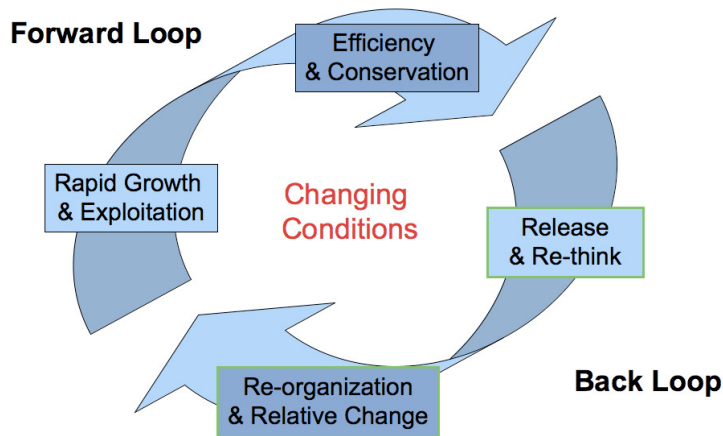 Forward Loop
Efficiency
& Conservation
Rapid Growth
& Exploitation
Changing
Conditions
Release
& Re-think
Re-organization
& Relative Change
Back Loop